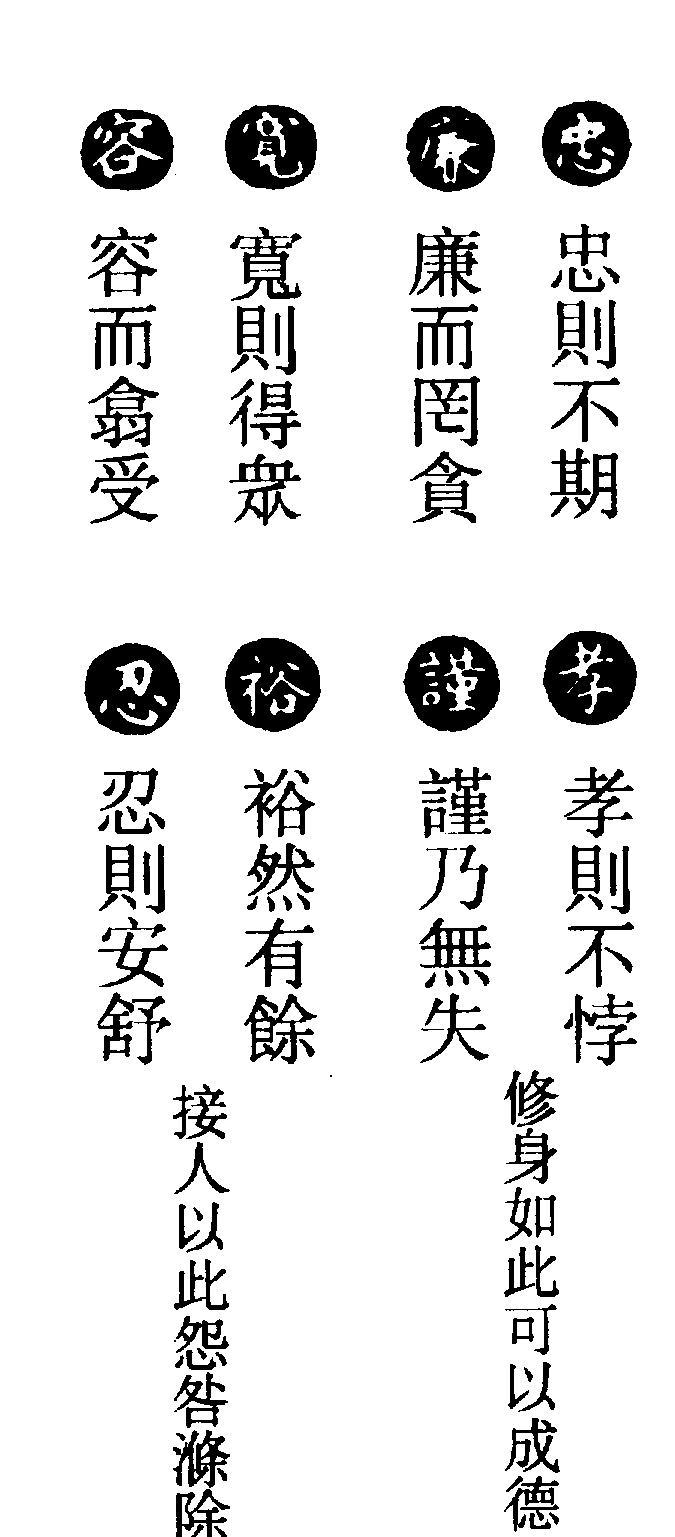 忠
忠則不期
孝
孝則不悖
廉
廉而罔貪
謹
謹乃無失
修身如此可以成德
寬
寬則得衆
裕
裕然有餘
容
容而翕受
忍
忍則安舒
接人以此怨咎滌除